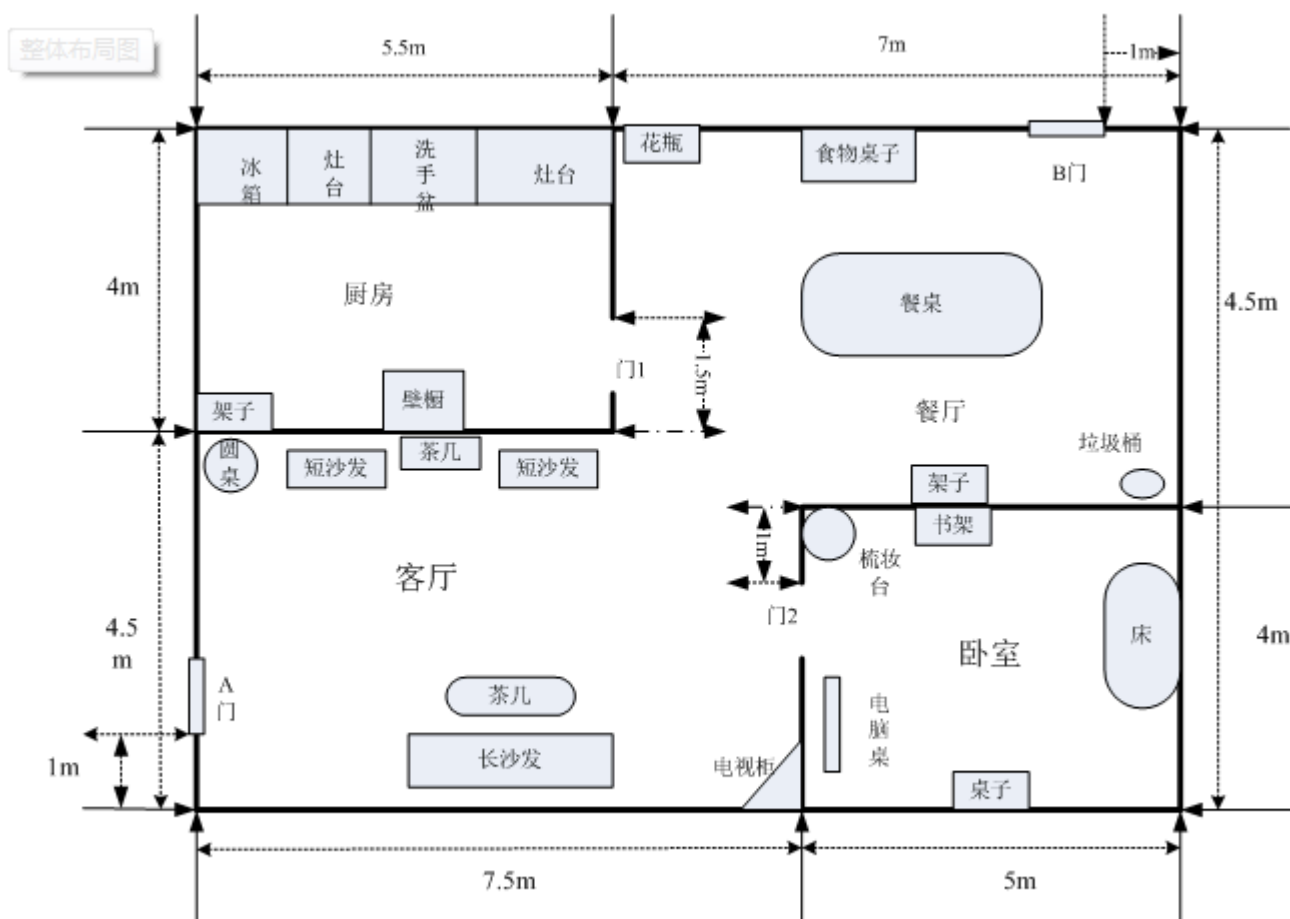 整体布局图
5.5m
7m
1m
冰
箱
灶
台
洗
手
盆
灶台
花瓶
食物桌子
B门
4m
厨房
餐桌
4.5m
门1
1.5m
架子
壁橱
餐厅
圆
桌
短沙发
茶几
短沙发
垃圾桶
架子
书架
1m
梳妆
台
客厅
门2
4.5
m
卧室
床
4m
A
门
茶几
电
脑
桌
1m
长沙发
电视柜
桌子
7.5m
5m